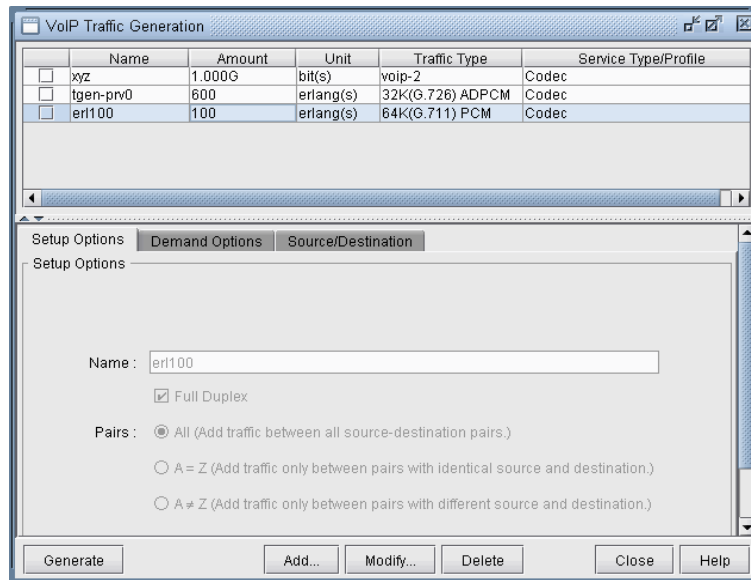 VoIP Traffic Generation
Name Amount Unit Traffic Type Service Type/Profile
xyz 1.000G bit(s) voip-2 Codec
tgen-prv0 600 erlang(s) 32K(G.726) ADPCM Codec
erl100 100 erlang(s) 64K(G.711) PCM Codec
Setup Options Demand Options Source/Destination
Setup Options
Name : erl100
Full Duplex
Pairs : All (Add traffic between all source-destination pairs.)
A = Z (Add traffic only between pairs with identical source and destination.)
A ≠ Z (Add traffic only between pairs with different source and destination.)
Generate Add... Modify... Delete Close Help